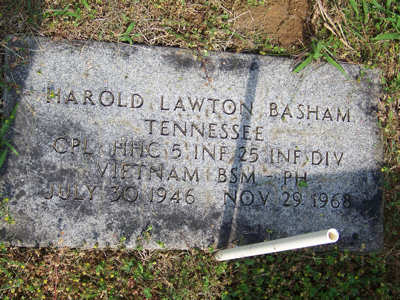 HAROLD LAWTON BASHAM
TENNESSEE
CPL HHC 5 INF 25 INF DIV
VIETNAM BSM - PH
JULY 30 1946 NOV 29 1968